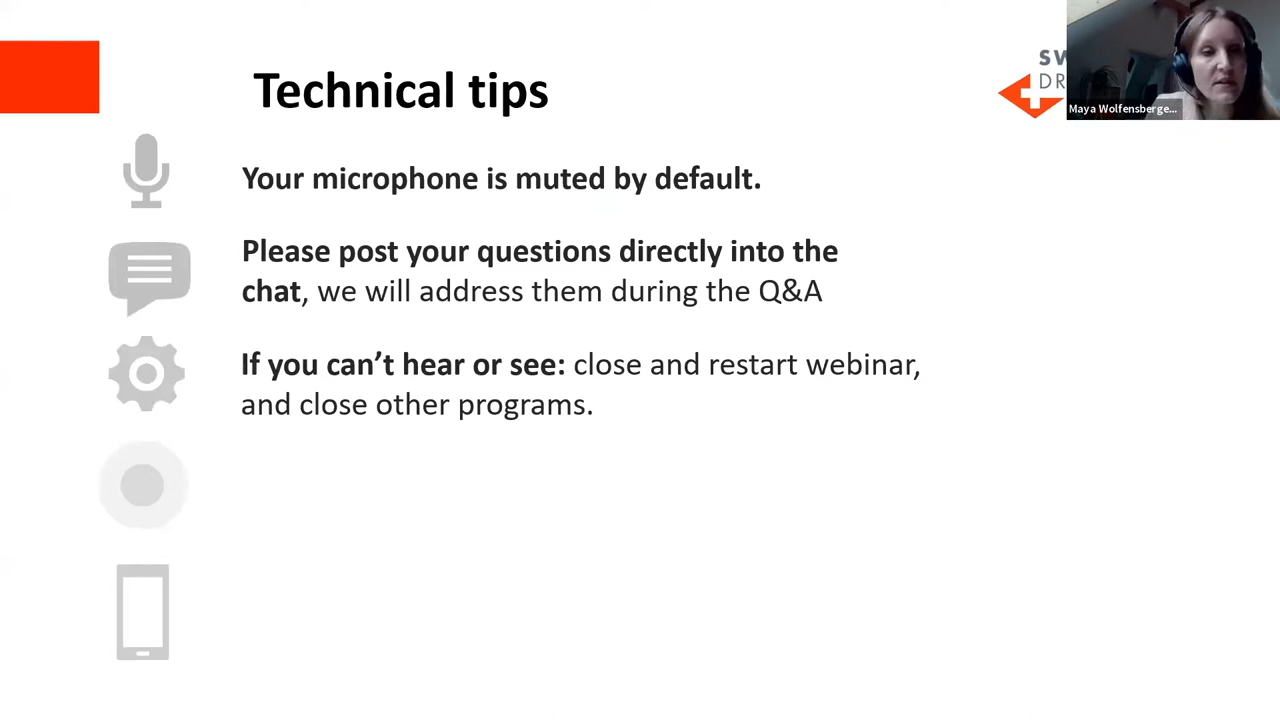 Technical tips
SW
DR
Maya Wolfensberge...
Your microphone is muted by default.
Please post your questions directly into the
chat, we will address them during the Q&A
If you can’t hear or see: close and restart webinar,
and close other programs.